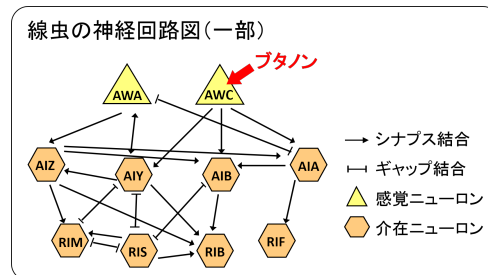 線虫の神経回路図（一部）
ブタノン
AWA
AWC
AIZ
AIY
AIB
AIA
RIM
RIS
RIB
RIF
シナプス結合
ギャップ結合
感覚ニューロン
介在ニューロン